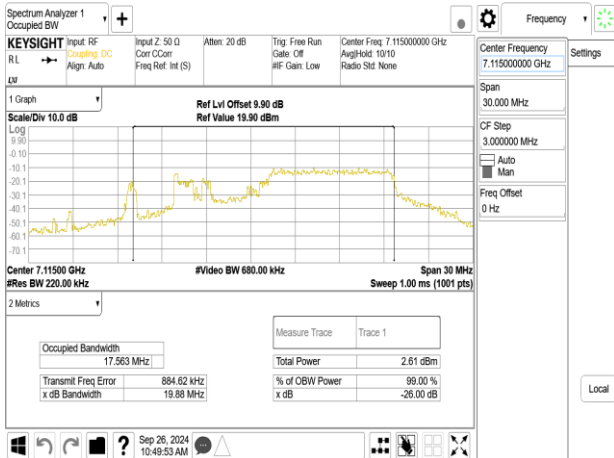 Spectrum Analyzer 1
Occupied BW
+
Frequency
KEYSIGHT
RL
LXI
Input: RF
Coupling: DC
Align: Auto
Input Z: 50 Ω
Corr CCorr
Freq Ref: Int (S)
Atten: 20 dB
Trig: Free Run
Gate: Off
#IF Gain: Low
Center Freq: 7.115000000 GHz
Avg|Hold: 10/10
Radio Std: None
Center Frequency
7.115000000 GHz
Settings
Span
30.000 MHz
CF Step
3.000000 MHz
Auto
Man
Freq Offset
0 Hz
Local
1 Graph
Scale/Div 10.0 dB
Ref Lvl Offset 9.90 dB
Ref Value 19.90 dBm
Log
9.90
-0.10
-10.1
-20.1
-30.1
-40.1
-50.1
-60.1
-70.1
Center 7.11500 GHz
#Video BW 680.00 kHz
Span 30 MHz
#Res BW 220.00 kHz
Sweep 1.00 ms (1001 pts)
2 Metrics
Measure Trace Trace 1
Occupied Bandwidth
17.563 MHz
Total Power 2.61 dBm
Transmit Freq Error 884.62 kHz
% of OBW Power 99.00 %
x dB Bandwidth 19.88 MHz
x dB -26.00 dB
?
Sep 26, 2024
10:49:53 AM